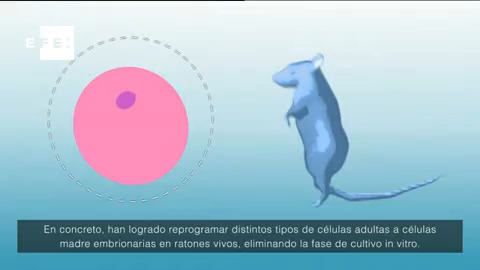 EFE:
En concreto, han logrado reprogramar distintos tipos de células adultas a células
madre embrionarias en ratones vivos, eliminando la fase de cultivo in vitro.